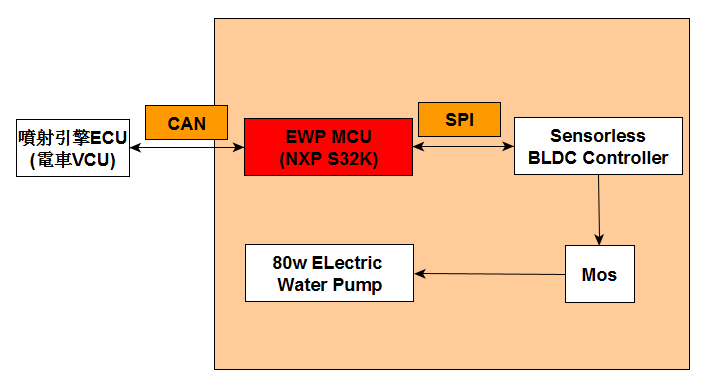 CAN
SPI
噴射引擎ECU
(電車VCU)
EWP MCU
(NXP S32K)
Sensorless
BLDC Controller
80w ELectric
Water Pump
Mos